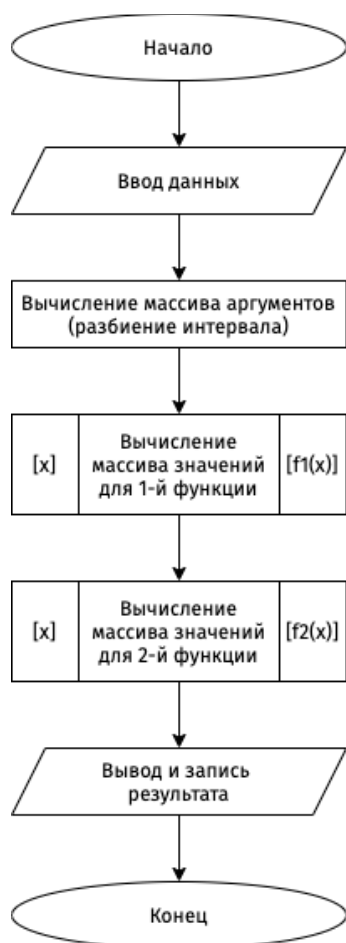 Начало
Ввод данных
Вычисление массива аргументов
(разбиение интервала)
[x]
Вычисление
массива значений
для 1-й функции
[f1(x)]
[x]
Вычисление
массива значений
для 2-й функции
[f2(x)]
Вывод и запись
результата
Конец